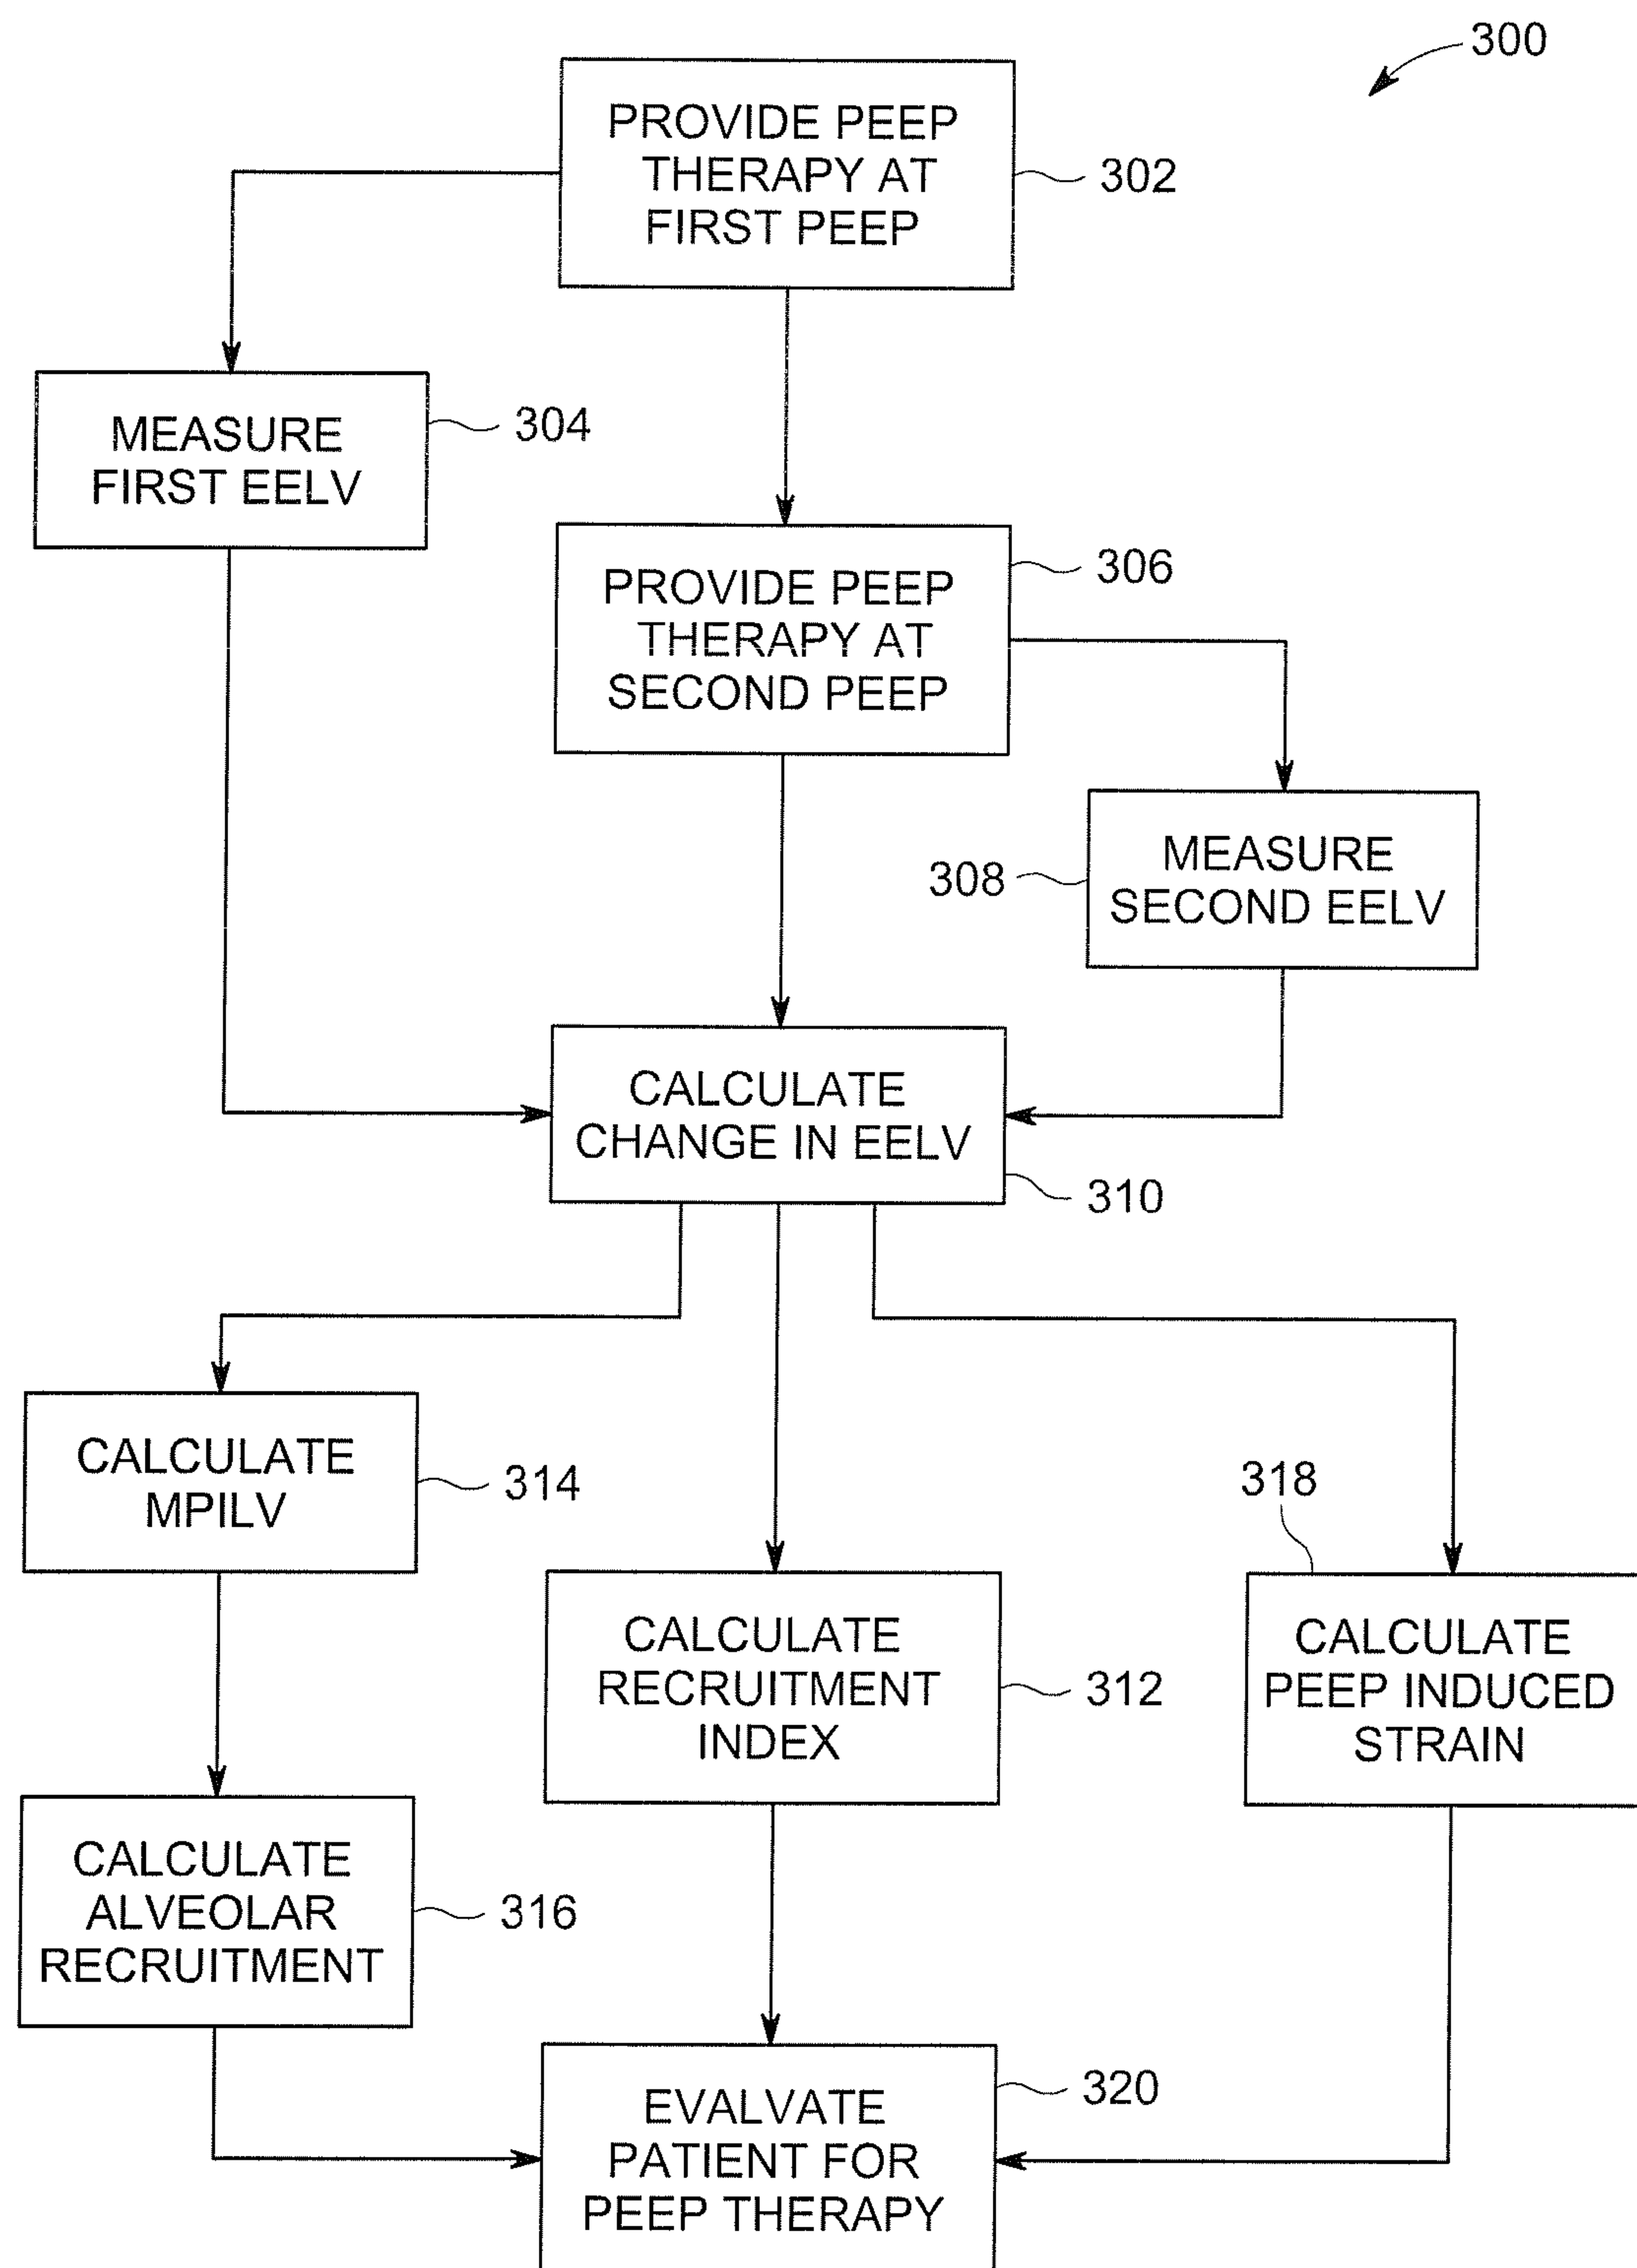 300
PROVIDE PEEP
THERAPY AT
FIRST PEEP
302
MEASURE
FIRST EELV
304
PROVIDE PEEP
THERAPY AT
SECOND PEEP
306
MEASURE
SECOND EELV
308
CALCULATE
CHANGE IN EELV
310
CALCULATE
MPILV
314
CALCULATE
RECRUITMENT
INDEX
312
318
CALCULATE
PEEP INDUCED
STRAIN
CALCULATE
ALVEOLAR
RECRUITMENT
316
EVALVATE
PATIENT FOR
PEEP THERAPY
320